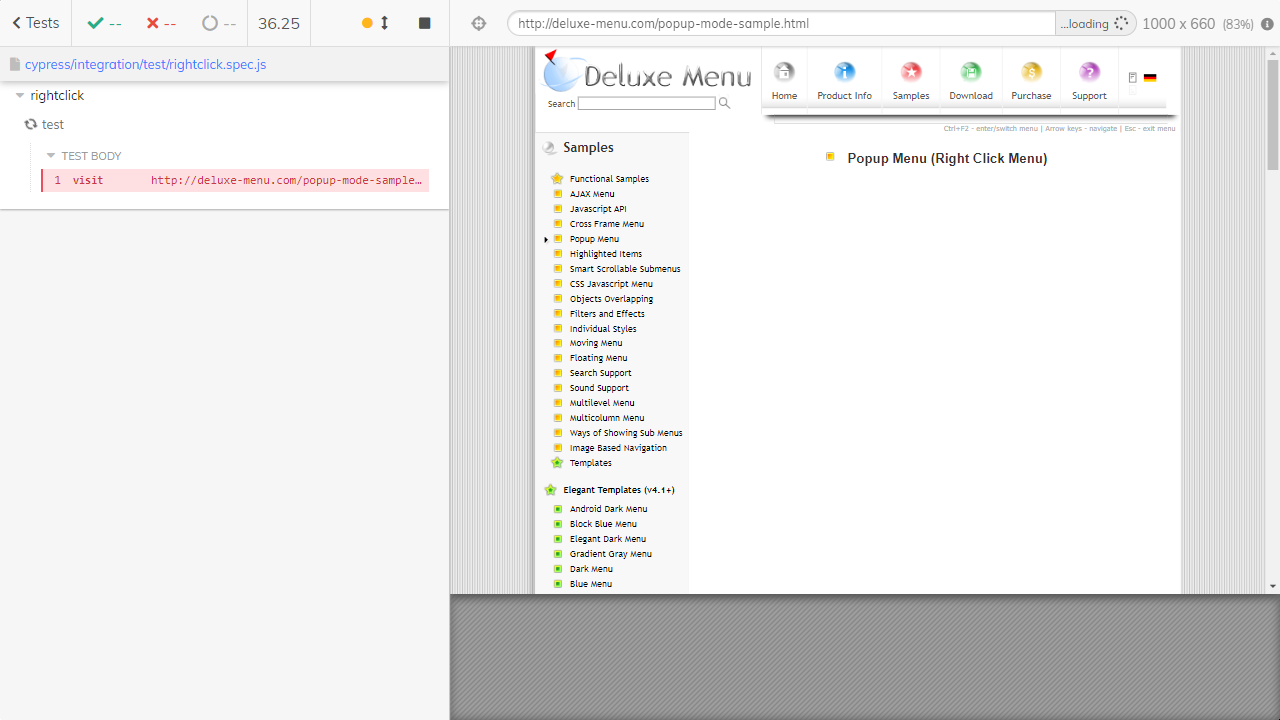 Tests
--
--
--
36.25
http://deluxe-menu.com/popup-mode-sample.html
...loading
1000 x 660 (83%)
cypress/integration/test/rightclick.spec.js
rightclick
test
TEST BODY
1 visit http://deluxe-menu.com/popup-mode-sample…
Deluxe Menu
Search
Home
Product Info
Samples
Download
Purchase
Support
Ctrl+F2 - enter/switch menu | Arrow keys - navigate | Esc - exit menu
Samples
Functional Samples
AJAX Menu
Javascript API
Cross Frame Menu
Popup Menu
Highlighted Items
Smart Scrollable Submenus
CSS Javascript Menu
Objects Overlapping
Filters and Effects
Individual Styles
Moving Menu
Floating Menu
Search Support
Sound Support
Multilevel Menu
Multicolumn Menu
Ways of Showing Sub Menus
Image Based Navigation
Templates
Elegant Templates (v4.1+)
Android Dark Menu
Block Blue Menu
Elegant Dark Menu
Gradient Gray Menu
Dark Menu
Blue Menu
Popup Menu (Right Click Menu)